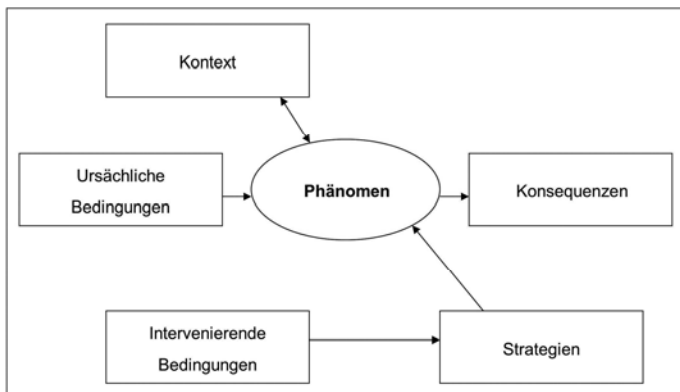 Kontext
Ursächliche
Bedingungen
Phänomen
Konsequenzen
Intervenierende
Bedingungen
Strategien